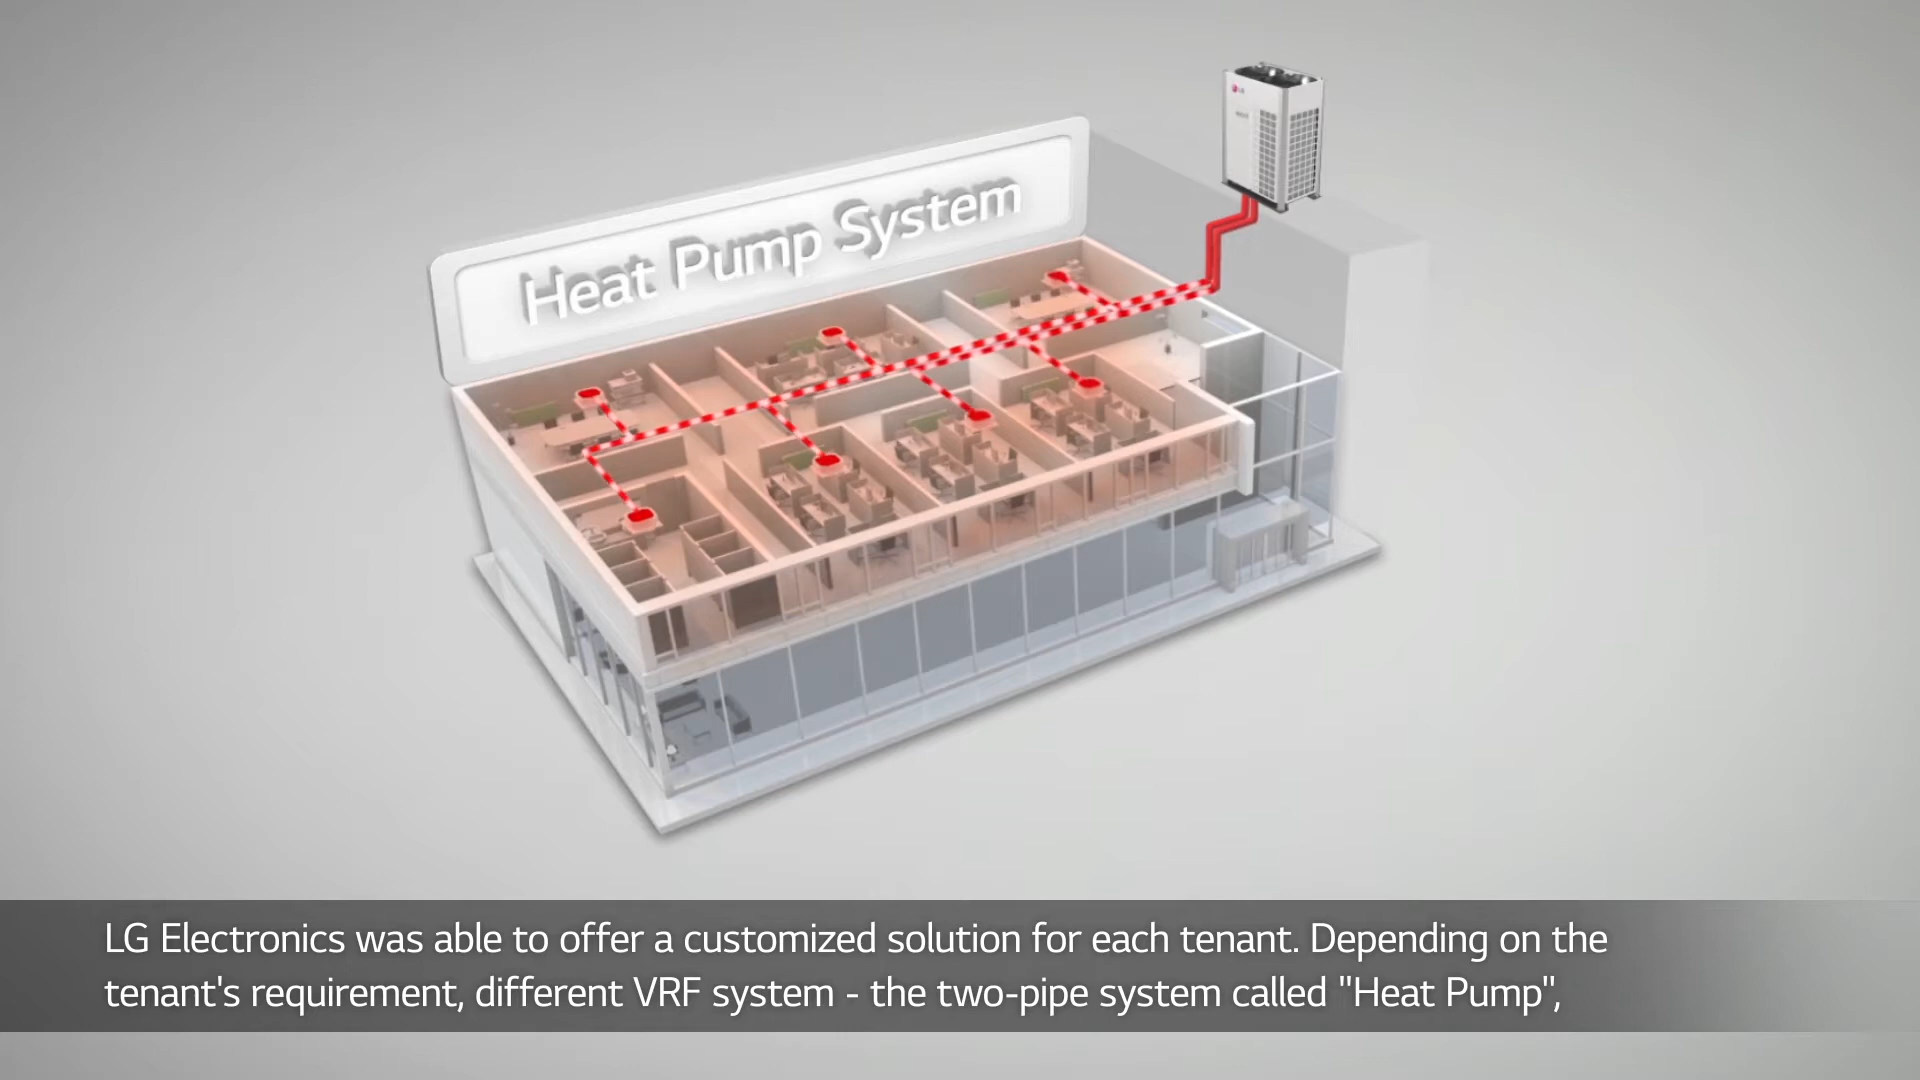 LG
Heat Pump System
LG Electronics was able to offer a customized solution for each tenant. Depending on the
tenant's requirement, different VRF system - the two-pipe system called "Heat Pump",